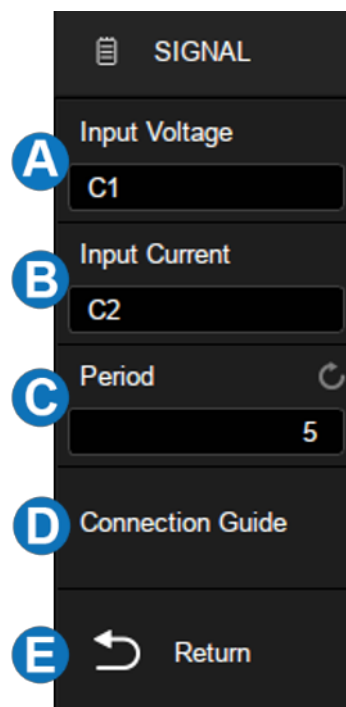 SIGNAL
Input Voltage
A
C1
Input Current
B
C2
Period
C
5
D
Connection Guide
E
Return